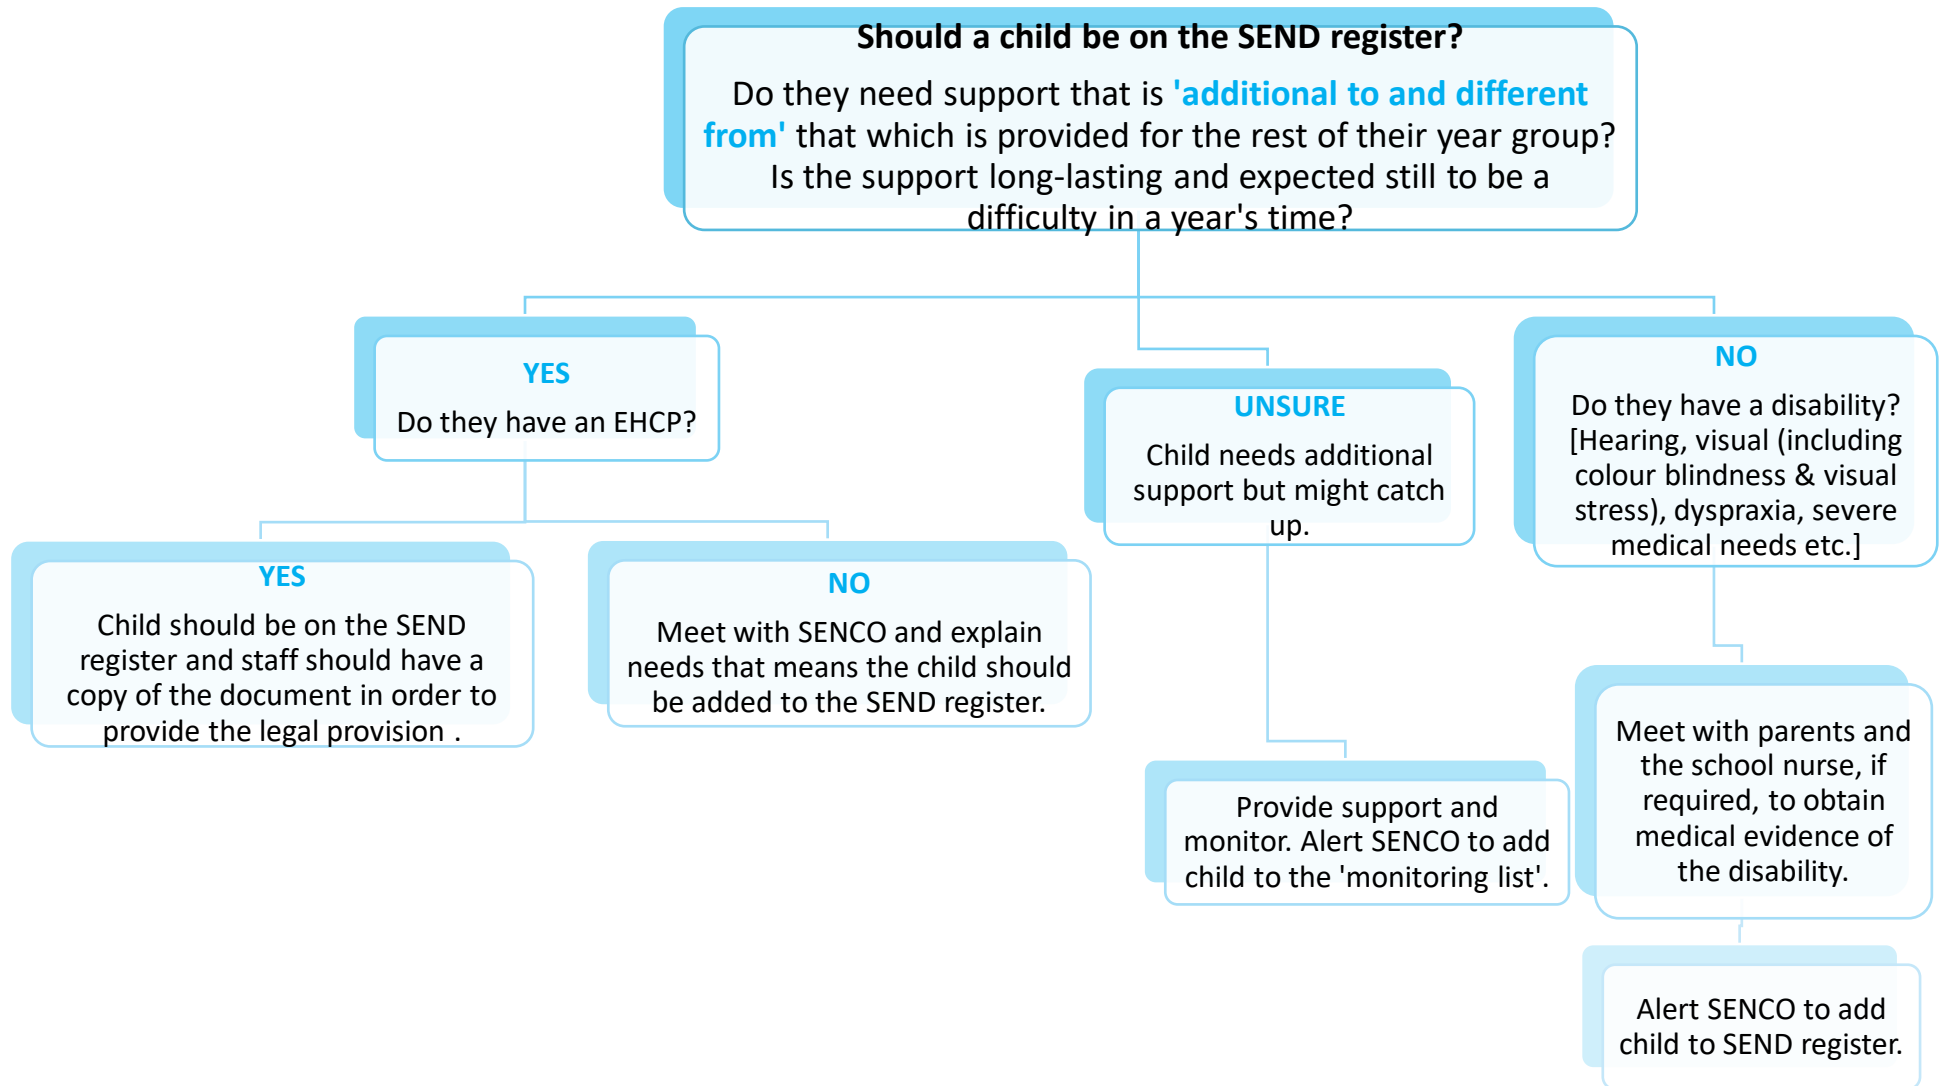 Should a child be on the SEND register?
Do they need support that is 'additional to and different
from' that which is provided for the rest of their year group?
Is the support long-lasting and expected still to be a
difficulty in a year's time?
YES
Do they have an EHCP?
YES
Child should be on the SEND
register and staff should have a
copy of the document in order to
provide the legal provision .
NO
Meet with SENCO and explain
needs that means the child should
be added to the SEND register.
UNSURE
Child needs additional
support but might catch
up.
Provide support and
monitor. Alert SENCO to add
child to the 'monitoring list'.
NO
Do they have a disability?
[Hearing, visual (including
colour blindness & visual
stress), dyspraxia, severe
medical needs etc.]
Meet with parents and
the school nurse, if
required, to obtain
medical evidence of
the disability.
Alert SENCO to add
child to SEND register.